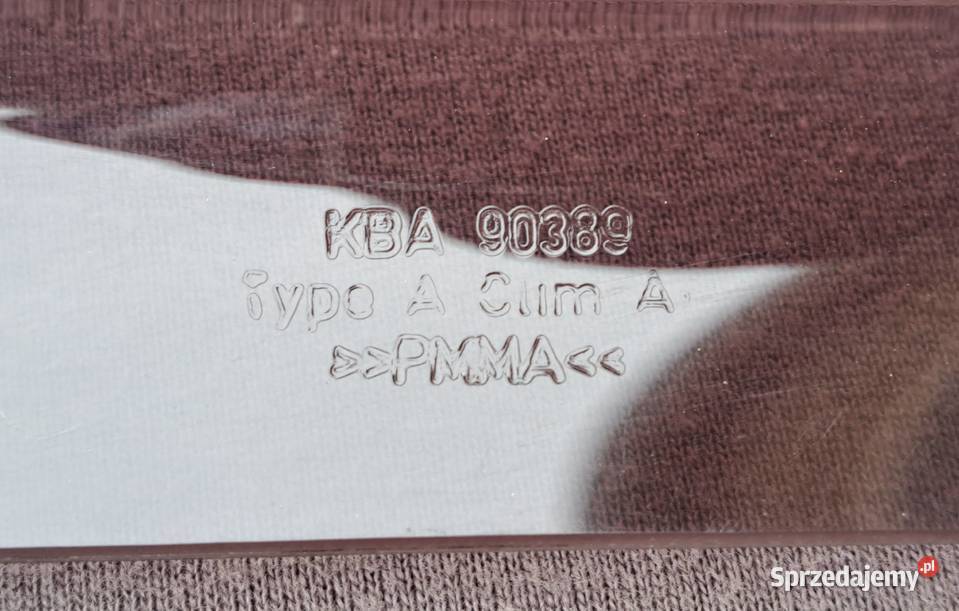 KBA 90389
Type A Clim A
>>PMMA<<
Sprzedajemy.pl